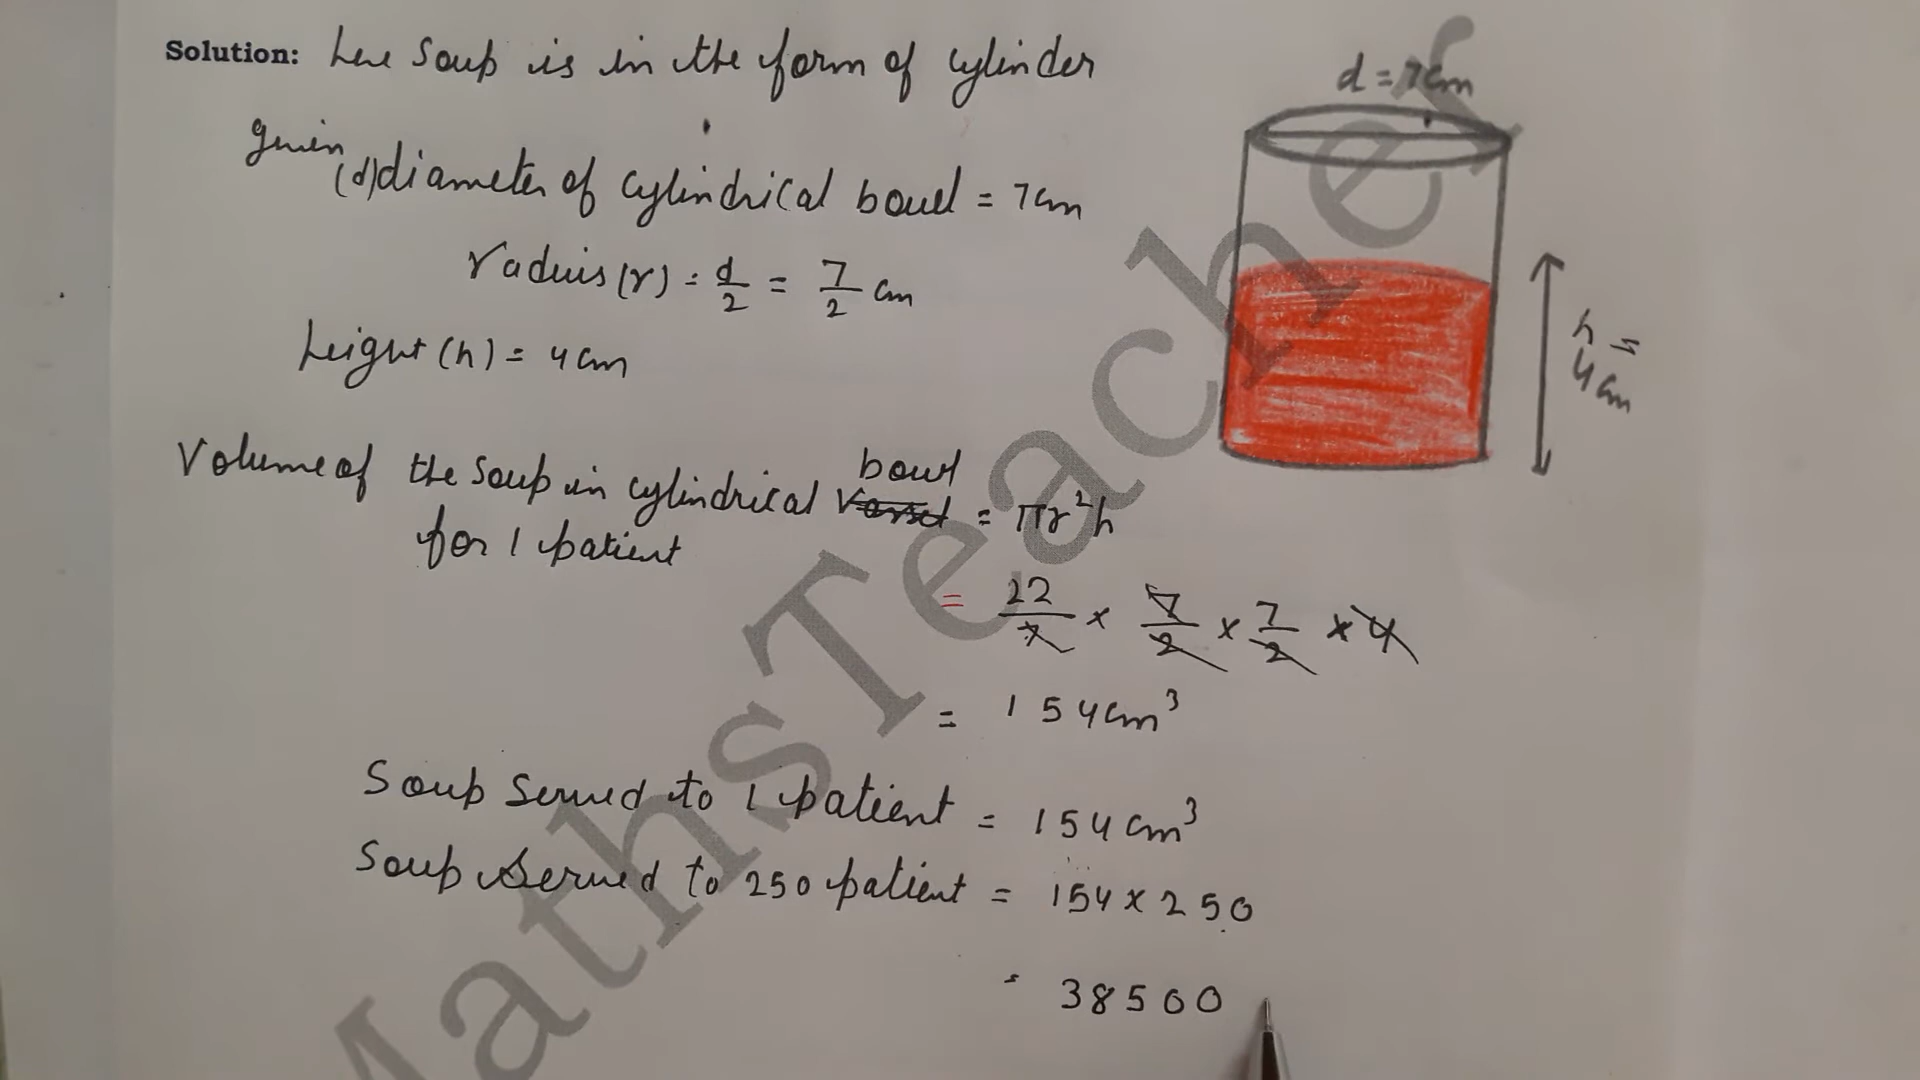 Solution: here soup is in the form of cylinder
given
(d)diameter of cylindrical bowl = 7cm
radius (r) = d/2 = 7/2 cm
height (h) = 4cm
d = 7cm
h =
4cm
Volume of the soup in cylindrical bowl = πr²h
for 1 patient
= 22/7 × 7/2 × 7/2 × 4
= 154cm³
Soup served to 1 patient = 154cm³
Soup served to 250 patient = 154 × 250
= 38500
MathsTeacher